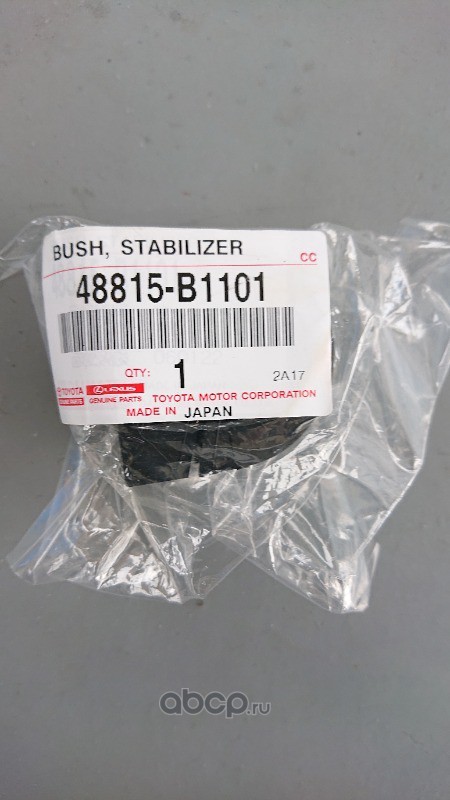 BUSH, STABILIZER
CC
48815-B1101
QTY: 1
2A17
TOYOTA LEXUS
GENUINE PARTS TOYOTA MOTOR CORPORATION
MADE IN JAPAN
abcp.ru